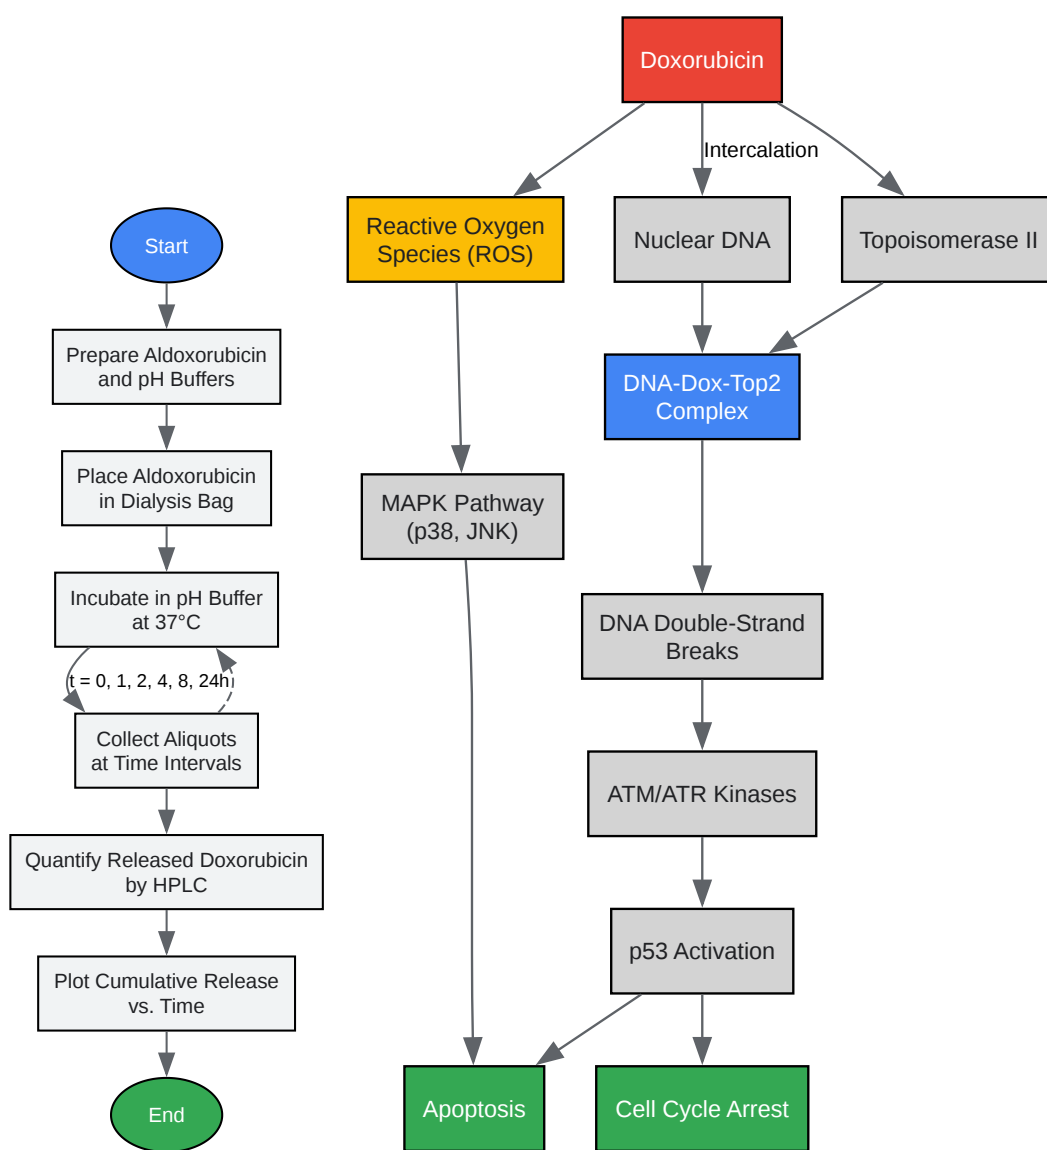 Start
Prepare Aldoxorubicin
and pH Buffers
Place Aldoxorubicin
in Dialysis Bag
Incubate in pH Buffer
at 37°C
t = 0, 1, 2, 4, 8, 24h
Collect Aliquots
at Time Intervals
Quantify Released Doxorubicin
by HPLC
Plot Cumulative Release
vs. Time
End
Doxorubicin
Intercalation
Reactive Oxygen
Species (ROS)
Nuclear DNA
Topoisomerase II
DNA-Dox-Top2
Complex
MAPK Pathway
(p38, JNK)
DNA Double-Strand
Breaks
ATM/ATR Kinases
p53 Activation
Apoptosis
Cell Cycle Arrest